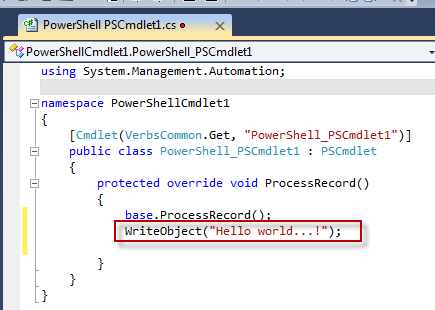 PowerShell PSCmdlet1.cs
PowerShellCmdlet1.PowerShell_PSCmdlet1
using System.Management.Automation;
namespace PowerShellCmdlet1
{
[Cmdlet(VerbsCommon.Get, "PowerShell_PSCmdlet1")]
public class PowerShell_PSCmdlet1 : PSCmdlet
{
protected override void ProcessRecord()
{
base.ProcessRecord();
WriteObject("Hello world...!");
}
}
}